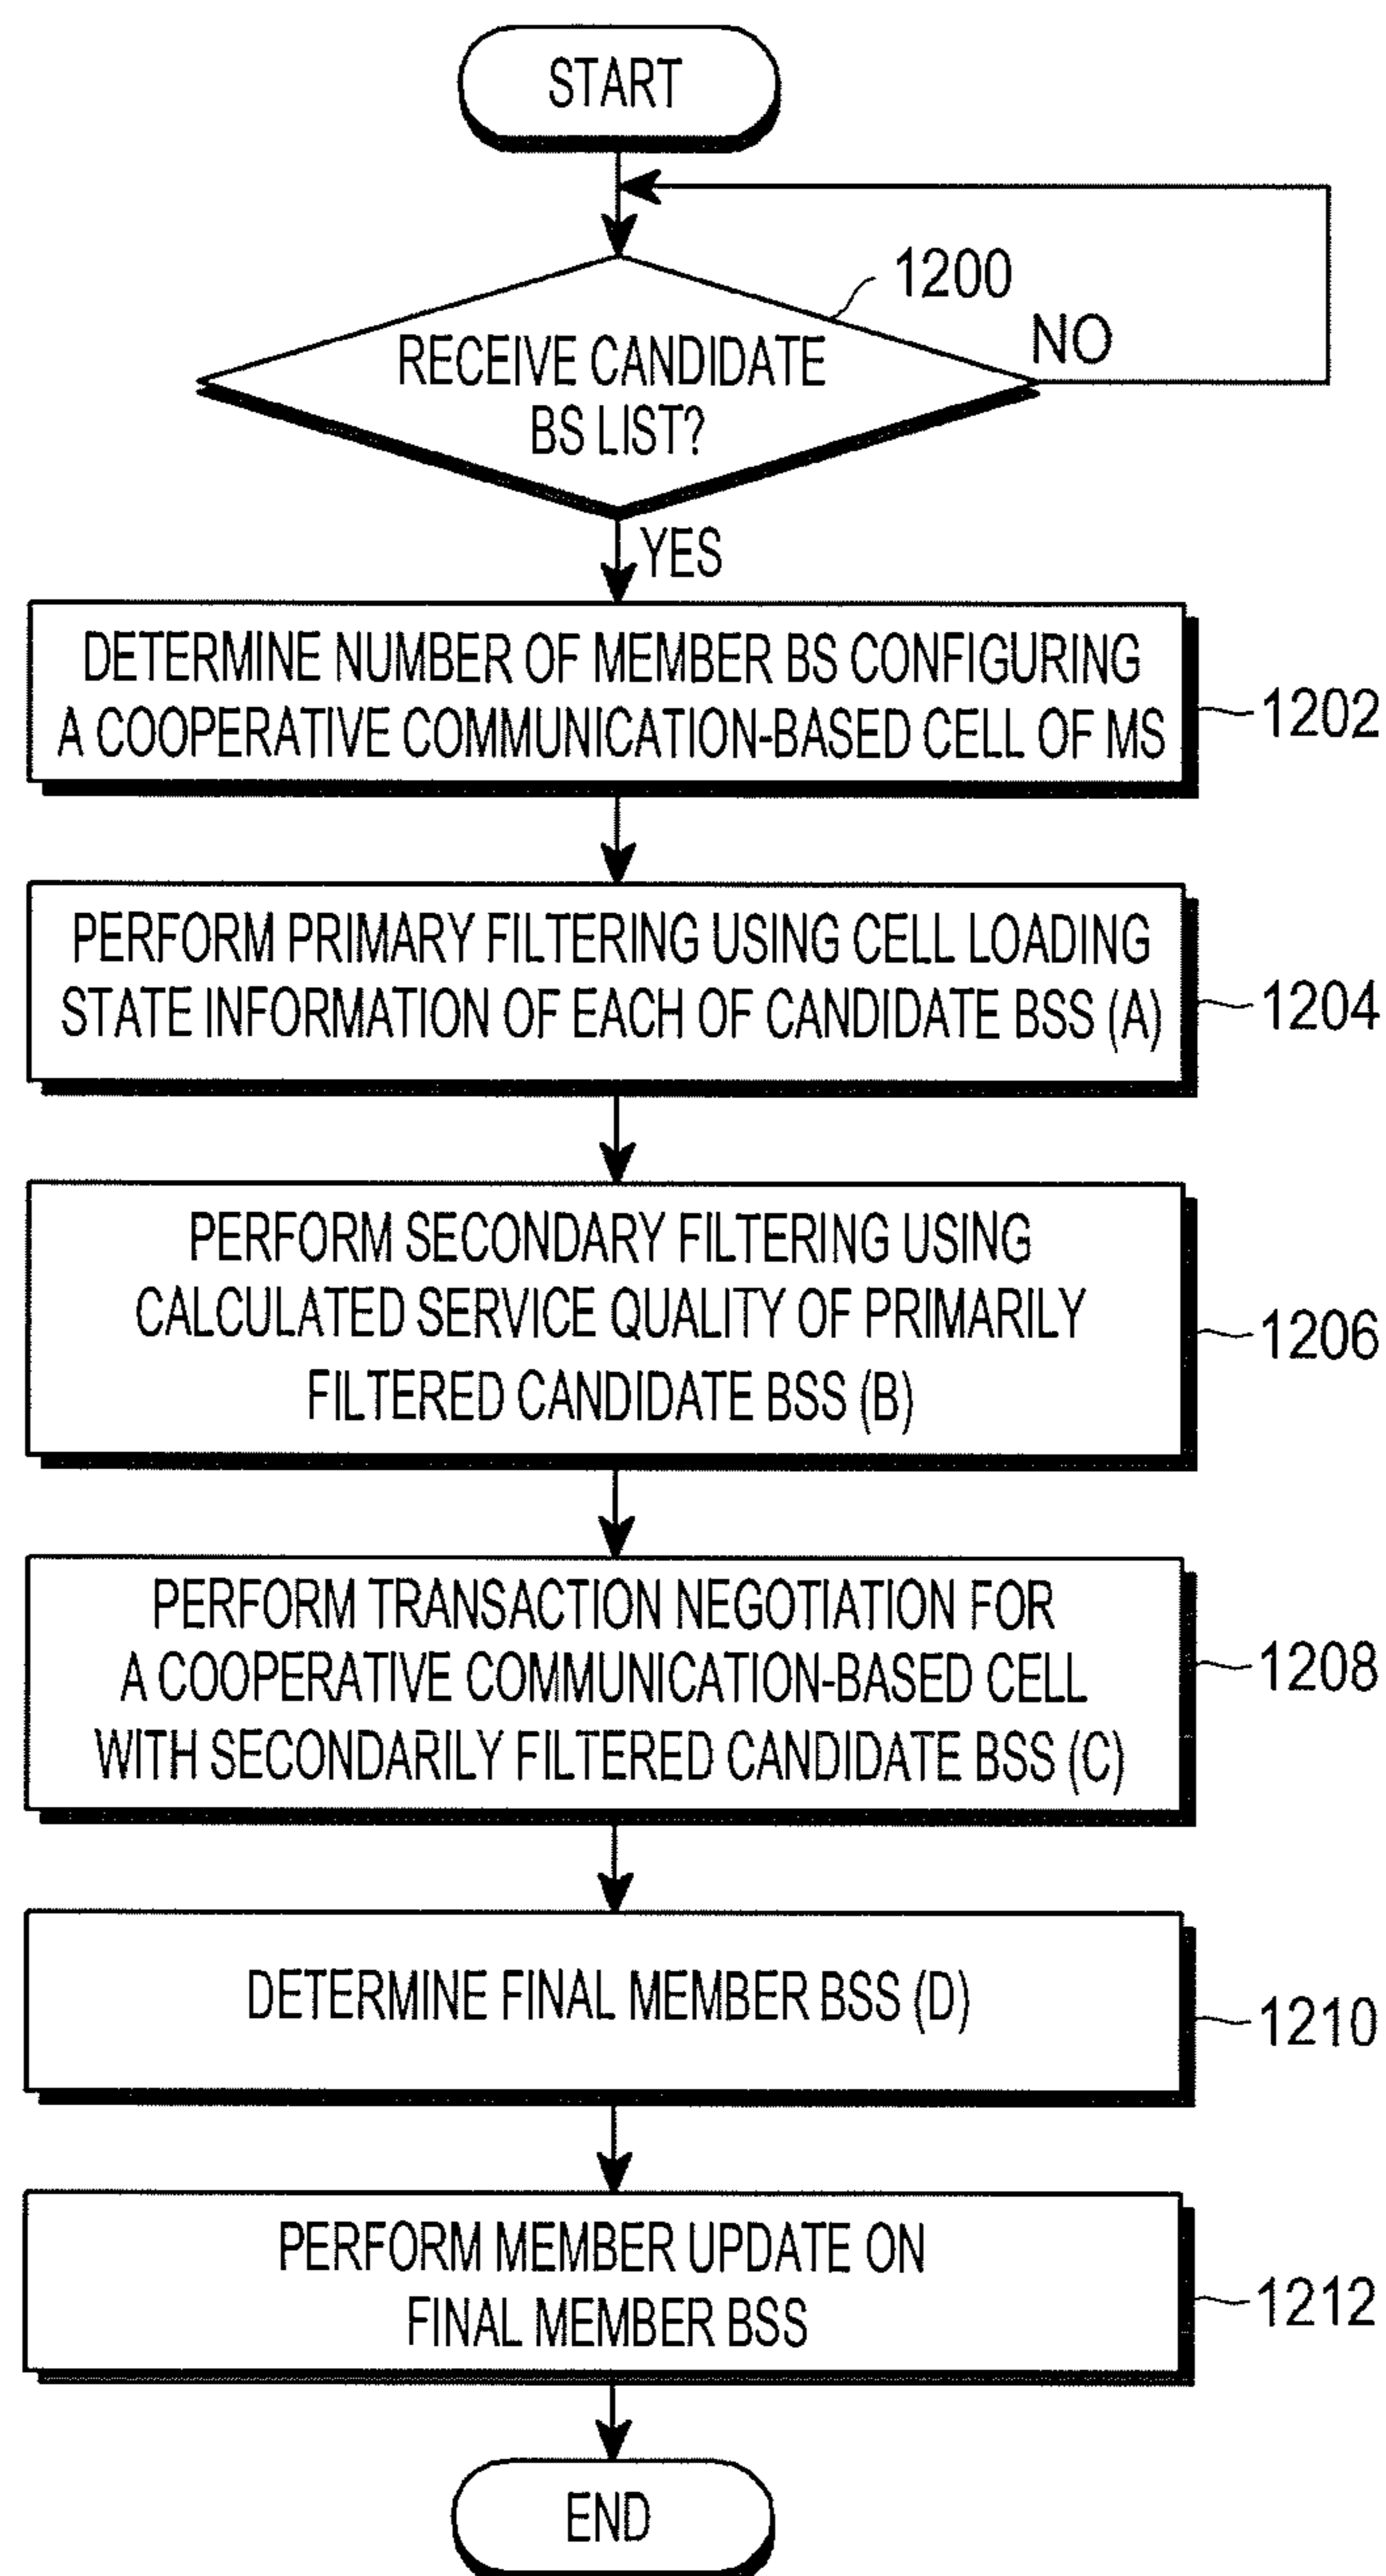 START
1200
RECEIVE CANDIDATE
BS LIST?
NO
YES
DETERMINE NUMBER OF MEMBER BS CONFIGURING
A COOPERATIVE COMMUNICATION-BASED CELL OF MS
1202
PERFORM PRIMARY FILTERING USING CELL LOADING
STATE INFORMATION OF EACH OF CANDIDATE BSS (A)
1204
PERFORM SECONDARY FILTERING USING
CALCULATED SERVICE QUALITY OF PRIMARILY
FILTERED CANDIDATE BSS (B)
1206
PERFORM TRANSACTION NEGOTIATION FOR
A COOPERATIVE COMMUNICATION-BASED CELL
WITH SECONDARILY FILTERED CANDIDATE BSS (C)
1208
DETERMINE FINAL MEMBER BSS (D)
1210
PERFORM MEMBER UPDATE ON
FINAL MEMBER BSS
1212
END